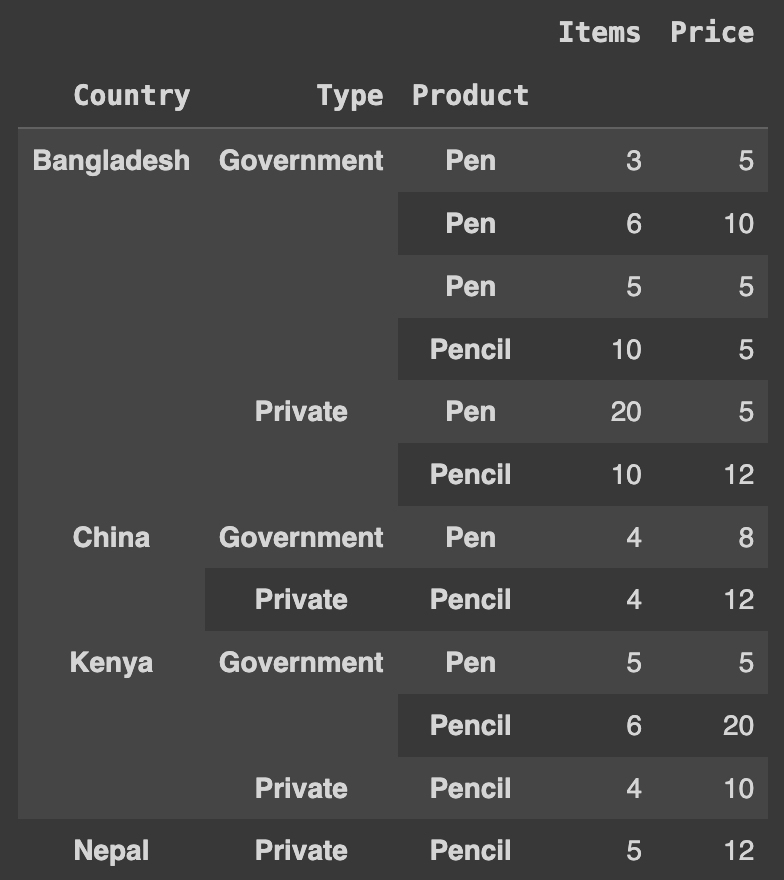 Items Price
Country Type Product
Bangladesh Government Pen 3 5
Pen 6 10
Pen 5 5
Pencil 10 5
Private Pen 20 5
Pencil 10 12
China Government Pen 4 8
Private Pencil 4 12
Kenya Government Pen 5 5
Pencil 6 20
Private Pencil 4 10
Nepal Private Pencil 5 12